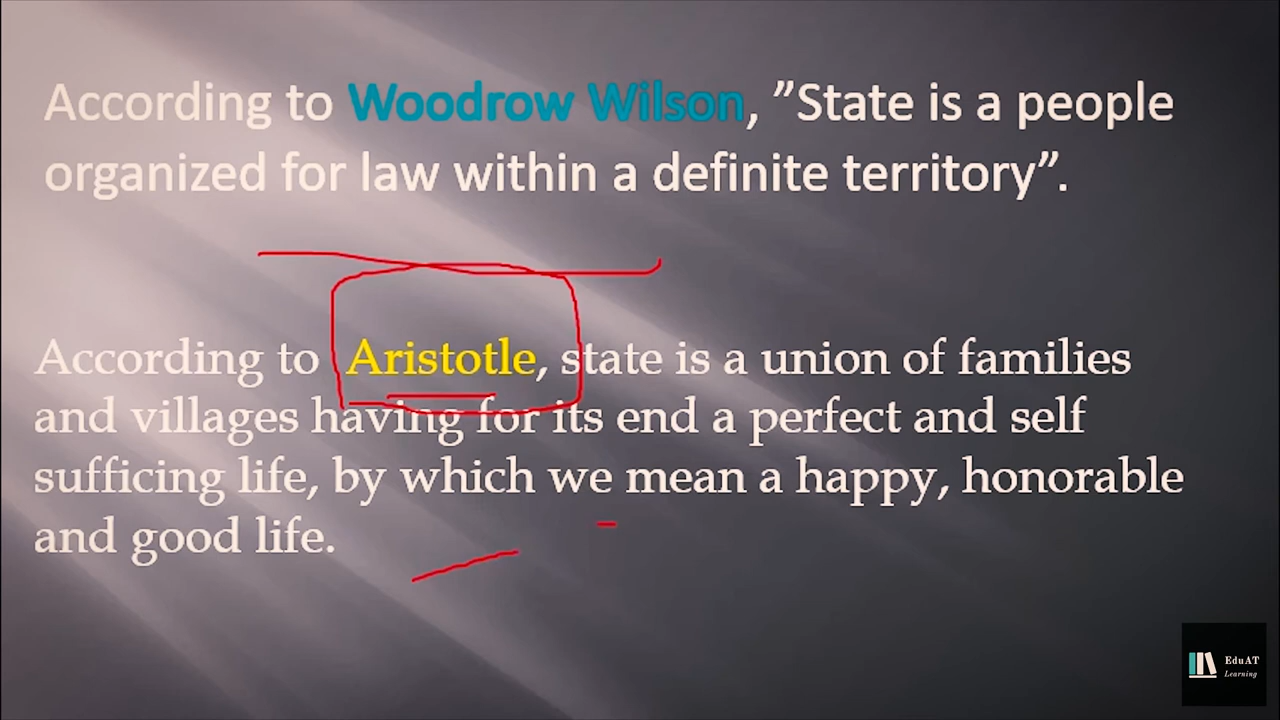 According to Woodrow Wilson, ”State is a people
organized for law within a definite territory”.
According to Aristotle, state is a union of families
and villages having for its end a perfect and self
sufficing life, by which we mean a happy, honorable
and good life.
EduAT
Learning